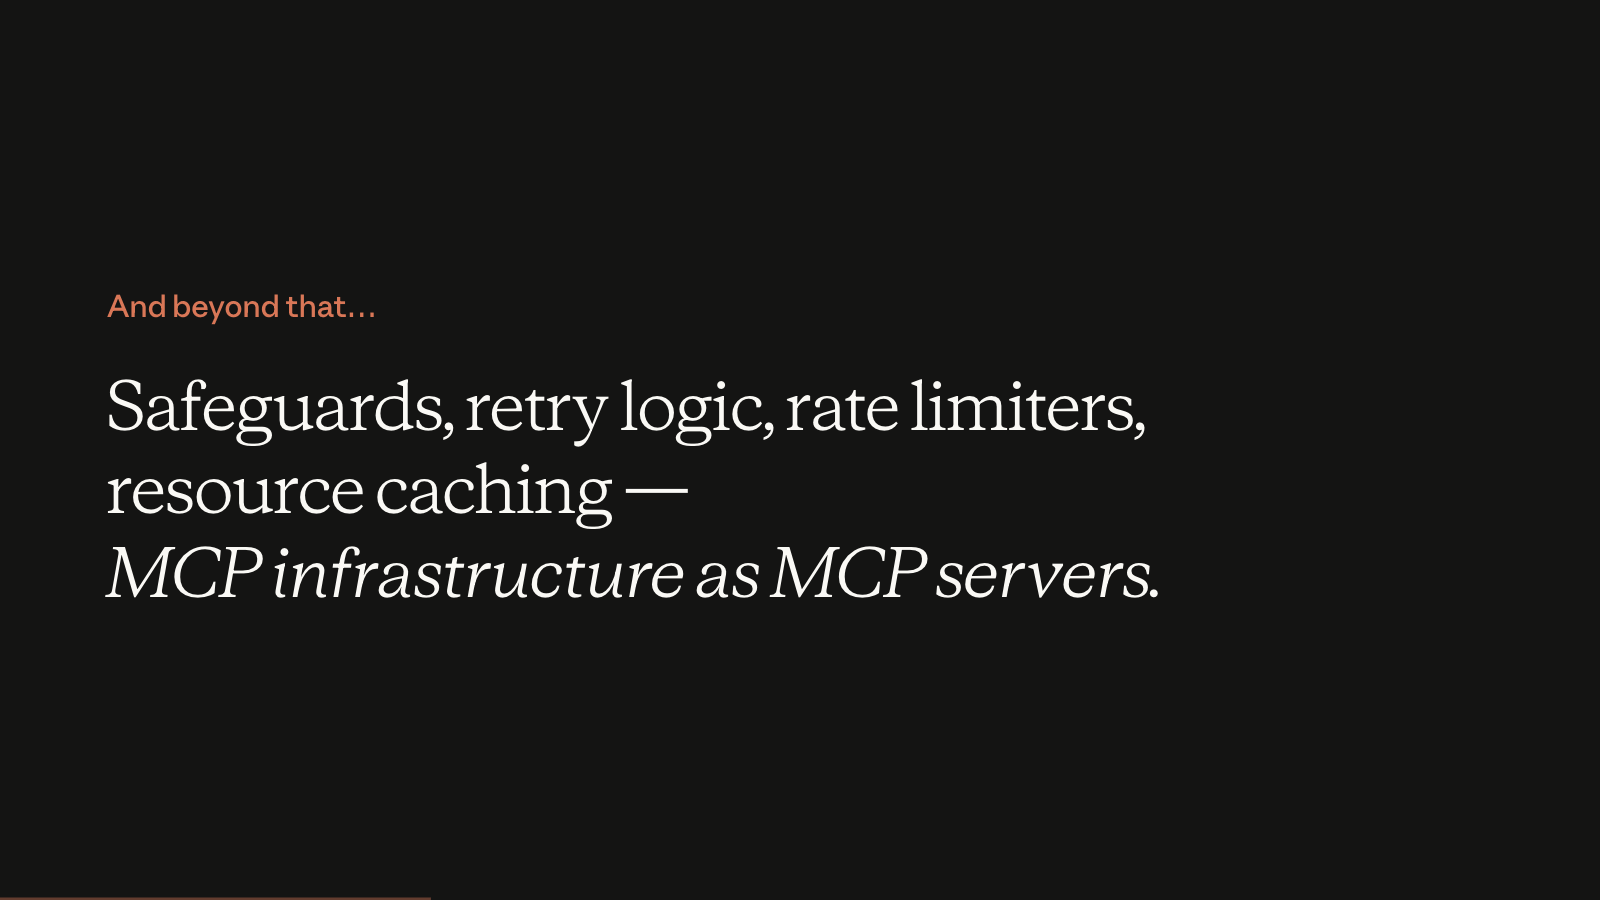 And beyond that…
Safeguards, retry logic, rate limiters,
resource caching —
MCP infrastructure as MCP servers.